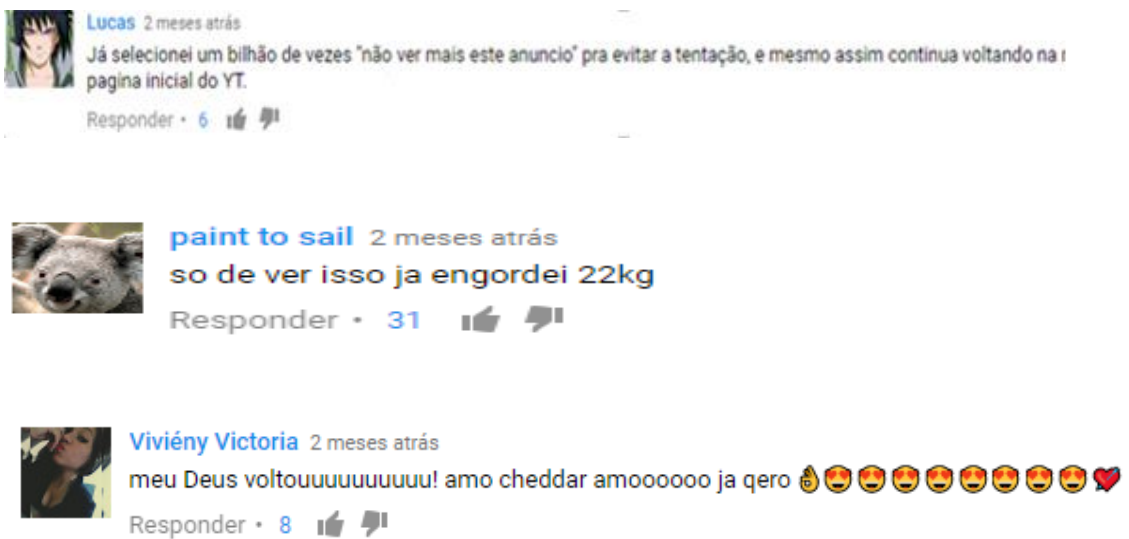 Lucas 2 meses atrás
Já selecionei um bilhão de vezes "não ver mais este anuncio" pra evitar a tentação, e mesmo assim continua voltando na
pagina inicial do YT.
Responder • 6
paint to sail 2 meses atrás
so de ver isso ja engordei 22kg
Responder • 31
Viviény Victoria 2 meses atrás
meu Deus voltouuuuuuuuuu! amo cheddar amoooooo ja qero 👌😍😍😍😍😍😍😍😍💘
Responder • 8